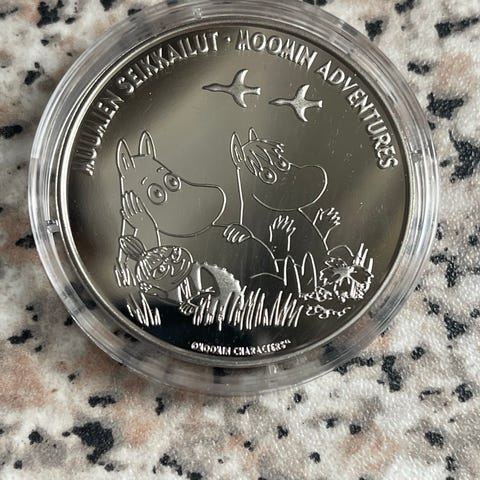 MUUMIEN SEIKKAILUT · MOOMIN ADVENTURES
©MOOMIN CHARACTERS™